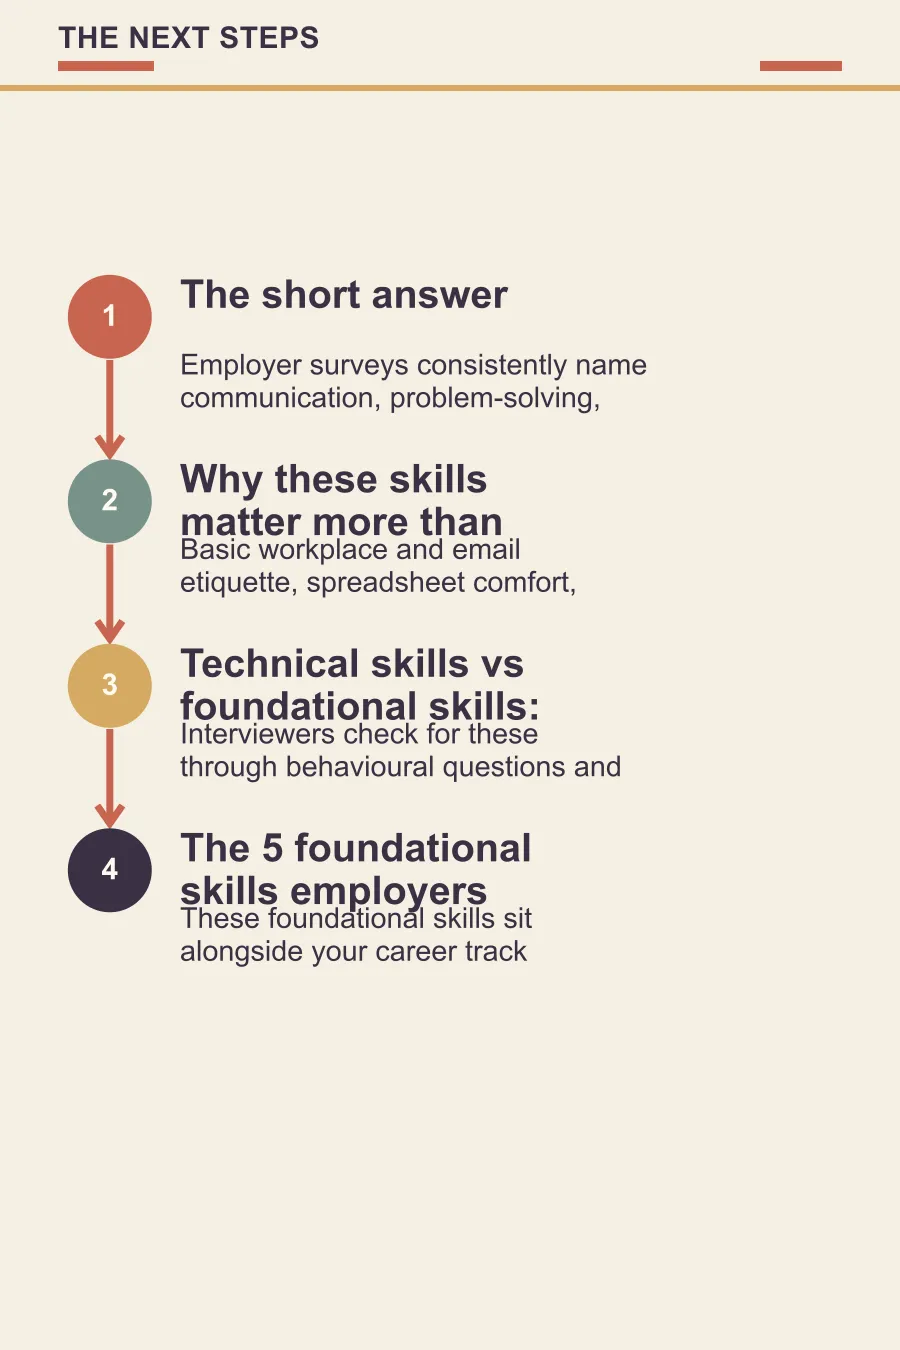 THE NEXT STEPS
1
The short answer
Employer surveys consistently name
communication, problem-solving,
2
Why these skills
matter more than
Basic workplace and email
etiquette, spreadsheet comfort,
3
Technical skills vs
foundational skills:
Interviewers check for these
through behavioural questions and
4
The 5 foundational
skills employers
These foundational skills sit
alongside your career track